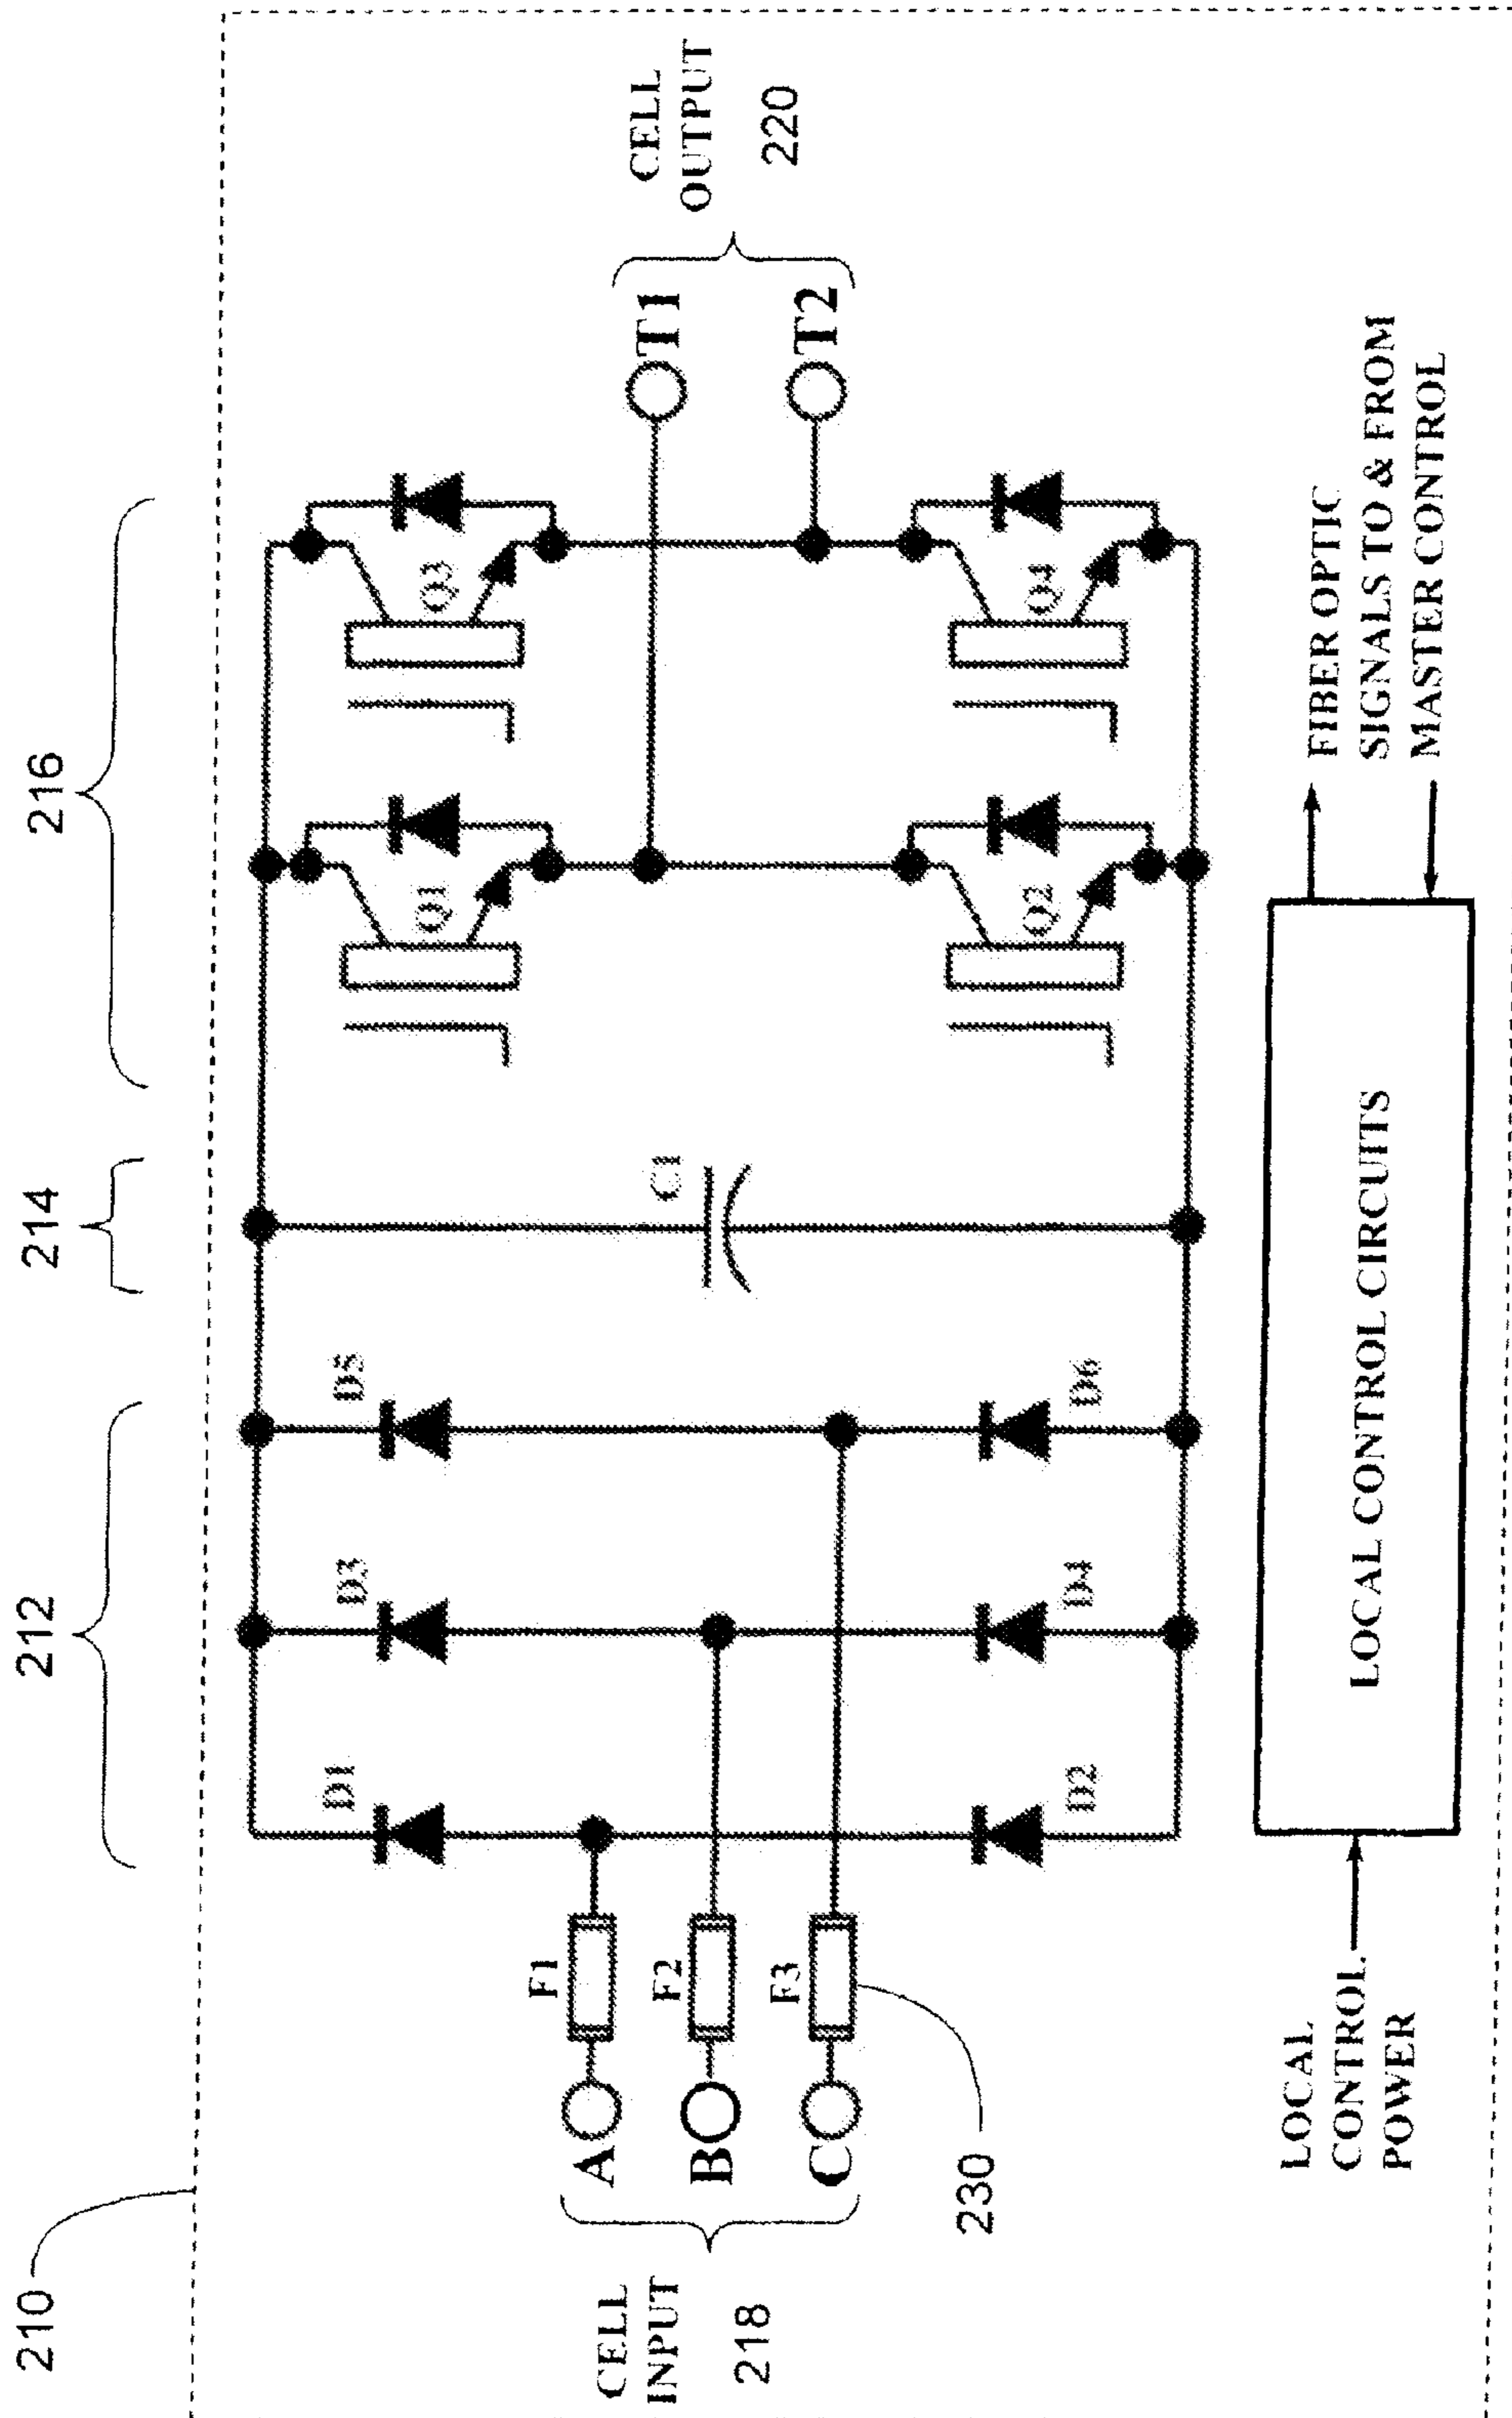 210
212
214
216
D1
D3
D5
Q1
Q3
C1
CELL
INPUT
218
A
B
C
F1
F2
F3
230
T1
T2
CELL
OUTPUT
220
D2
D4
D6
Q2
Q4
LOCAL
CONTROL
POWER
LOCAL CONTROL CIRCUITS
FIBER OPTIC
SIGNALS TO & FROM
MASTER CONTROL